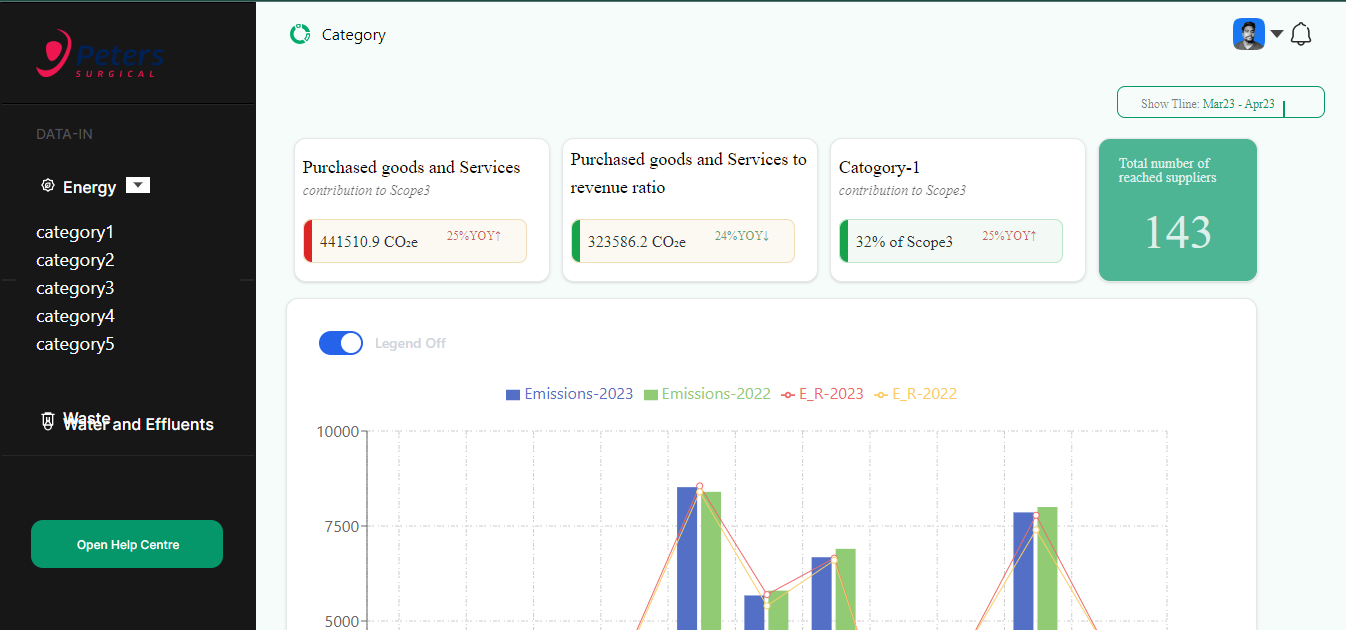 Peters
SURGICAL
Category
DATA-IN
Energy
category1
category2
category3
category4
category5
Waste
Water and Effluents
Open Help Centre
Show Tline: Mar23 - Apr23
Purchased goods and Services
contribution to Scope3
441510.9 CO₂e
25%YOY↑
Purchased goods and Services to
revenue ratio
323586.2 CO₂e
24%YOY↓
Catogory-1
contribution to Scope3
32% of Scope3
25%YOY↑
Total number of
reached suppliers
143
Legend Off
Emissions-2023 Emissions-2022 E_R-2023 E_R-2022
10000
7500
5000